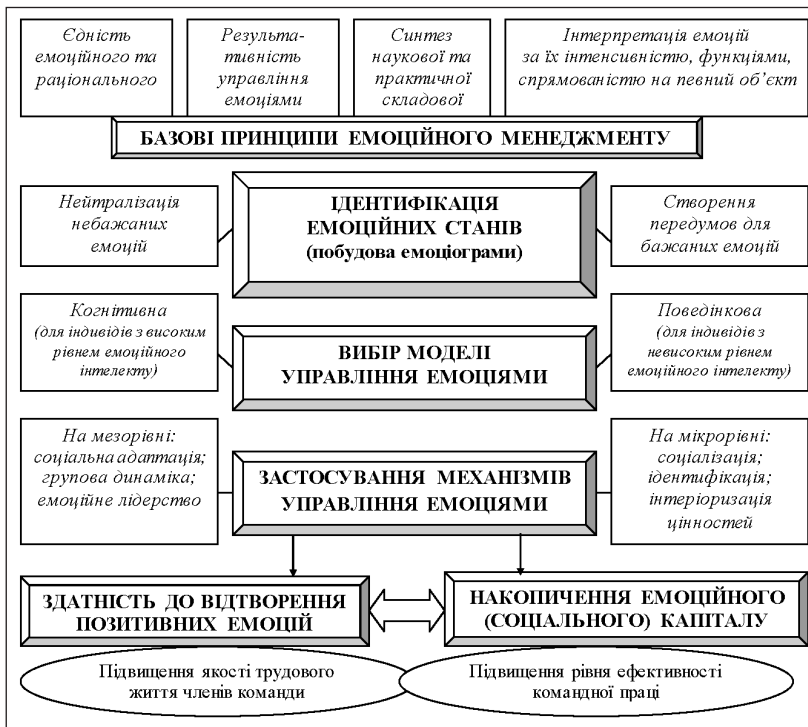 Єдність
емоційного та
раціонального
Результа-
тивність
управління
емоціями
Синтез
наукової та
практичної
складової
Інтерпретація емоцій
за їх інтенсивністю, функціями,
спрямованістю на певний об’єкт
БАЗОВІ ПРИНЦИПИ ЕМОЦІЙНОГО МЕНЕДЖМЕНТУ
Нейтралізація
небажаних
емоцій
ІДЕНТИФІКАЦІЯ
ЕМОЦІЙНИХ СТАНІВ
(побудова емоціограми)
Створення
передумов для
бажаних емоцій
Когнітивна
(для індивідів з високим
рівнем емоційного
інтелекту)
ВИБІР МОДЕЛІ
УПРАВЛІННЯ ЕМОЦІЯМИ
Поведінкова
(для індивідів з
невисоким рівнем
емоційного інтелекту)
На мезорівні:
соціальна адаптація;
групова динаміка;
емоційне лідерство
ЗАСТОСУВАННЯ МЕХАНІЗМІВ
УПРАВЛІННЯ ЕМОЦІЯМИ
На мікрорівні:
соціалізація;
ідентифікація;
інтеріоризація
цінностей
ЗДАТНІСТЬ ДО ВІДТВОРЕННЯ
ПОЗИТИВНИХ ЕМОЦІЙ
НАКОПИЧЕННЯ ЕМОЦІЙНОГО
(СОЦІАЛЬНОГО) КАПІТАЛУ
Підвищення якості трудового
життя членів команди
Підвищення рівня ефективності
командної праці